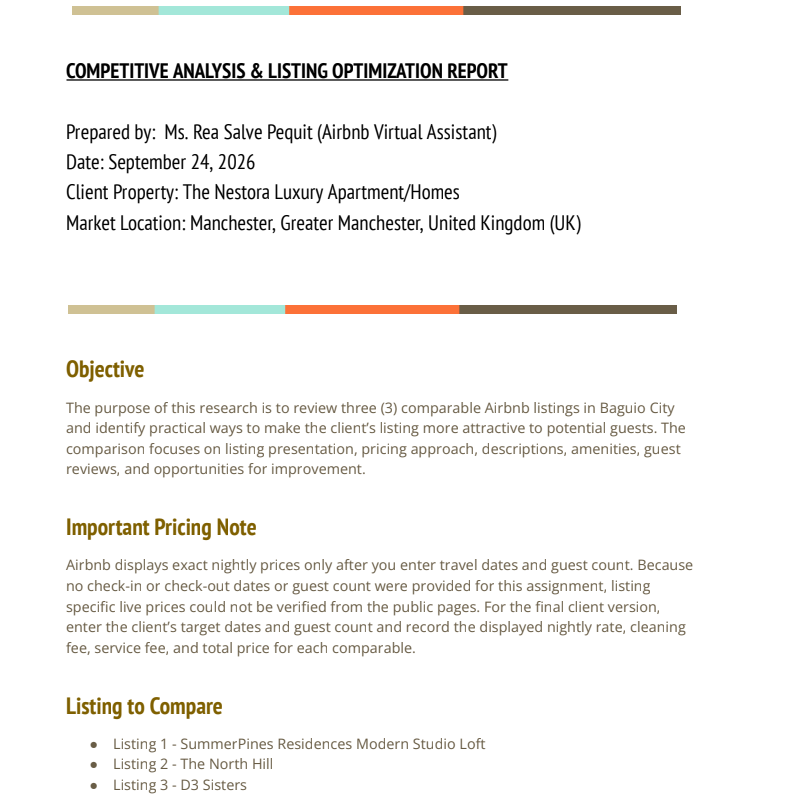 COMPETITIVE ANALYSIS & LISTING OPTIMIZATION REPORT
Prepared by:  Ms. Rea Salve Pequit (Airbnb Virtual Assistant)
Date: September 24, 2026
Client Property: The Nestora Luxury Apartment/Homes
Market Location: Manchester, Greater Manchester, United Kingdom (UK)
Objective
The purpose of this research is to review three (3) comparable Airbnb listings in Baguio City
and identify practical ways to make the client’s listing more attractive to potential guests. The
comparison focuses on listing presentation, pricing approach, descriptions, amenities, guest
reviews, and opportunities for improvement.
Important Pricing Note
Airbnb displays exact nightly prices only after you enter travel dates and guest count. Because
no check-in or check-out dates or guest count were provided for this assignment, listing
specific live prices could not be verified from the public pages. For the final client version,
enter the client’s target dates and guest count and record the displayed nightly rate, cleaning
fee, service fee, and total price for each comparable.
Listing to Compare
● Listing 1 - SummerPines Residences Modern Studio Loft
● Listing 2 - The North Hill
● Listing 3 - D3 Sisters